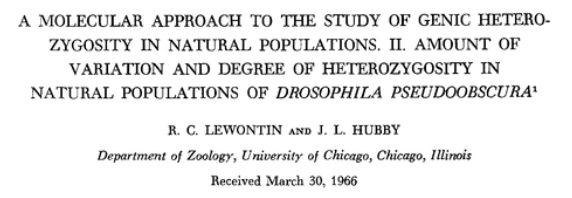 A MOLECULAR APPROACH TO THE STUDY OF GENIC HETERO-
ZYGOSITY IN NATURAL POPULATIONS. II. AMOUNT OF
VARIATION AND DEGREE OF HETEROZYGOSITY IN
NATURAL POPULATIONS OF DROSOPHILA PSEUDOOBSCURA¹
R. C. LEWONTIN AND J. L. HUBBY
Department of Zoology, University of Chicago, Chicago, Illinois
Received March 30, 1966